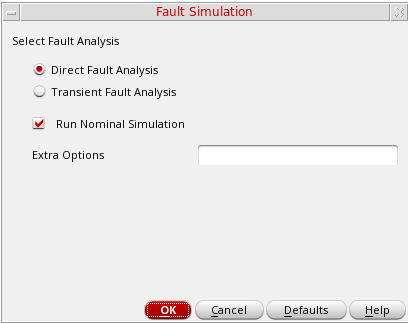 Fault Simulation
Select Fault Analysis
Direct Fault Analysis
Transient Fault Analysis
Run Nominal Simulation
Extra Options
OK Cancel Defaults Help